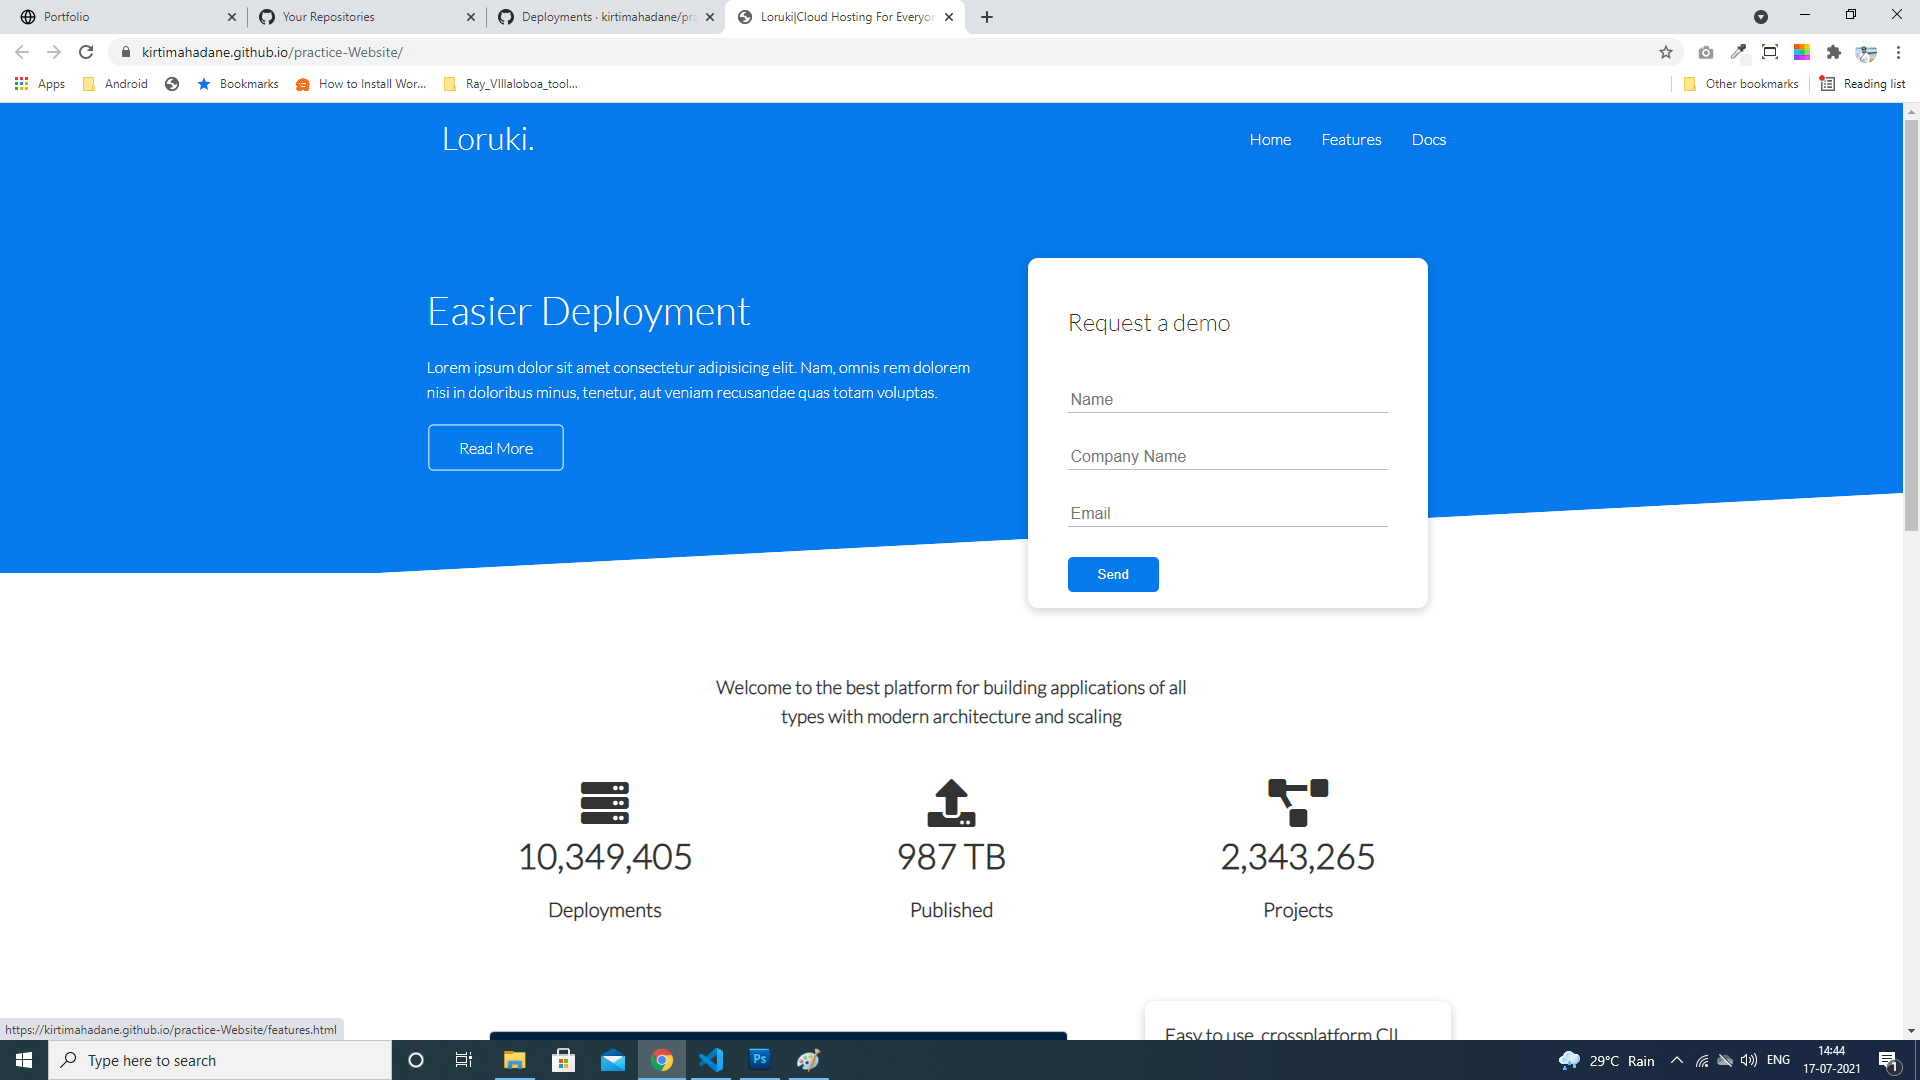 Portfolio
Your Repositories
Deployments · kirtimahadane/pra
Loruki|Cloud Hosting For Everyon
kirtimahadane.github.io/practice-Website/
Apps
Android
Bookmarks
How to Install Wor...
Ray_VIllaloboa_tool...
Other bookmarks
Reading list
Loruki.
Home
Features
Docs
Easier Deployment
Lorem ipsum dolor sit amet consectetur adipisicing elit. Nam, omnis rem dolorem
nisi in doloribus minus, tenetur, aut veniam recusandae quas totam voluptas.
Read More
Request a demo
Name
Company Name
Email
Send
Welcome to the best platform for building applications of all
types with modern architecture and scaling
10,349,405
Deployments
987 TB
Published
2,343,265
Projects
Easy to use, crossplatform CLI
https://kirtimahadane.github.io/practice-Website/features.html
Type here to search
Ps
29°C Rain
ENG
14:44
17-07-2021
1